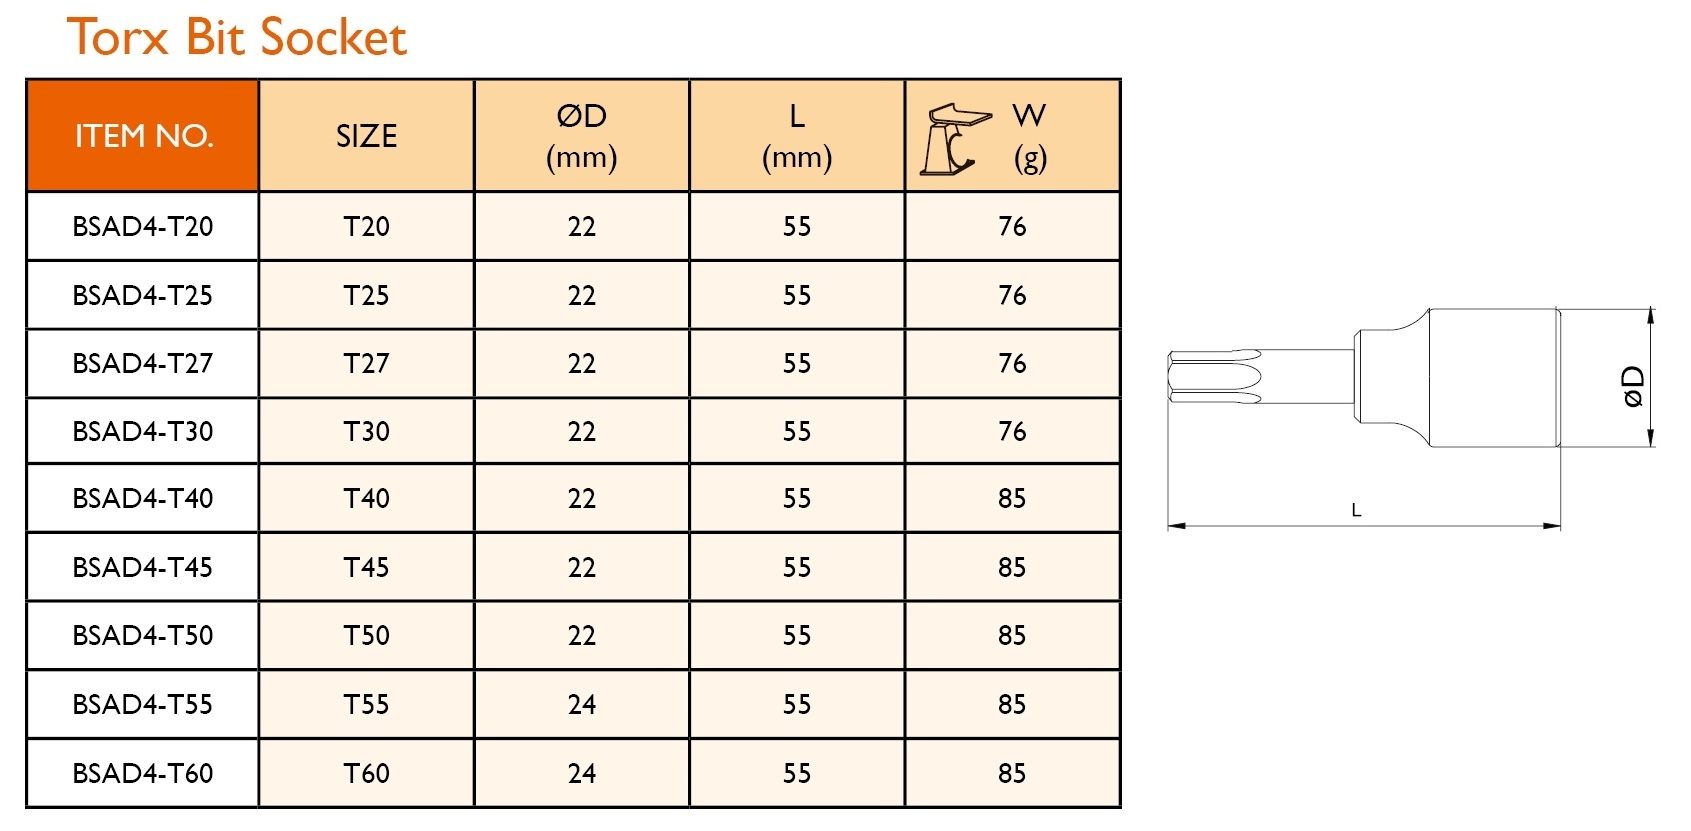 Torx Bit Socket
ITEM NO. SIZE ØD (mm) L (mm) W (g)
BSAD4-T20 T20 22 55 76
BSAD4-T25 T25 22 55 76
BSAD4-T27 T27 22 55 76
BSAD4-T30 T30 22 55 76
BSAD4-T40 T40 22 55 85
BSAD4-T45 T45 22 55 85
BSAD4-T50 T50 22 55 85
BSAD4-T55 T55 24 55 85
BSAD4-T60 T60 24 55 85
øD
L